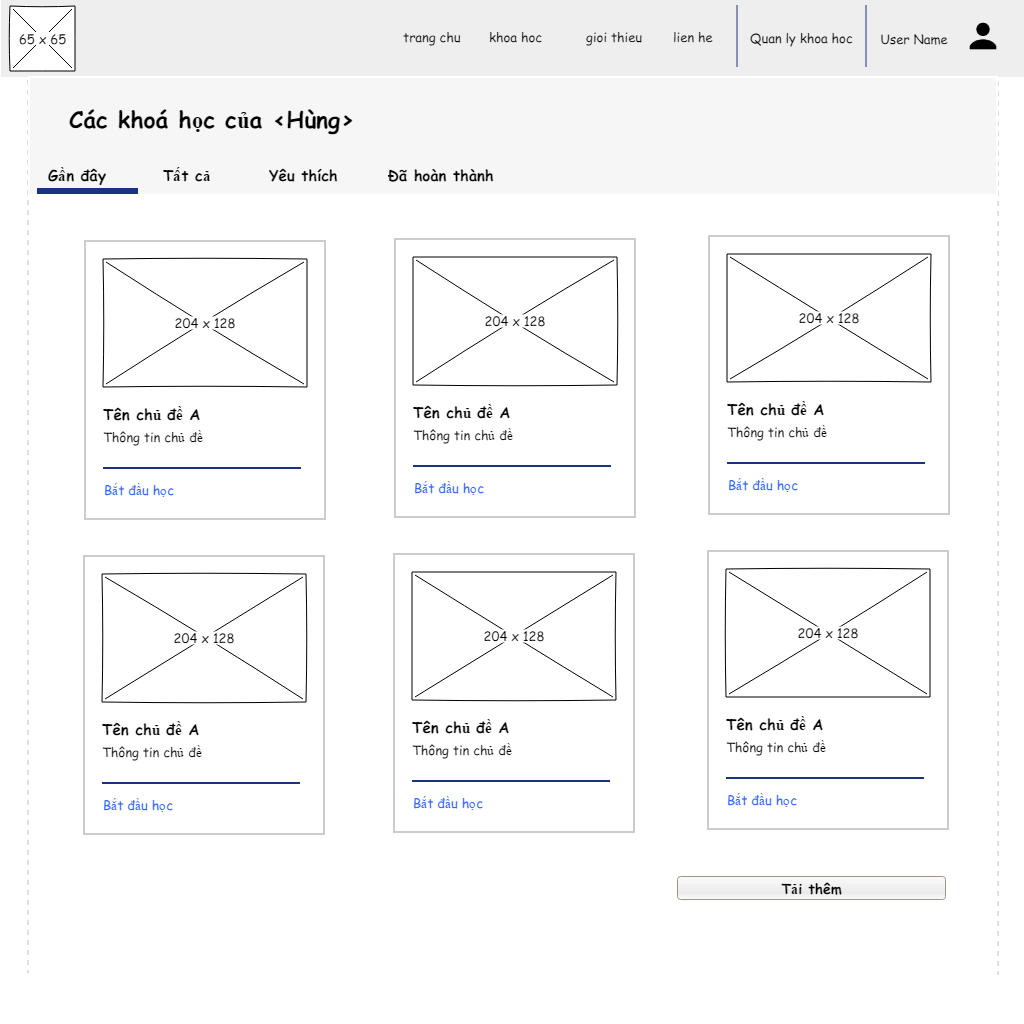 65 x 65
trang chu khoa hoc gioi thieu lien he Quan ly khoa hoc User Name
Các khoá học của <Hùng>
Gần đây Tất cả Yêu thích Đã hoàn thành
204 x 128 204 x 128 204 x 128
Tên chủ đề A Tên chủ đề A Tên chủ đề A
Thông tin chủ đề Thông tin chủ đề Thông tin chủ đề
Bắt đầu học Bắt đầu học Bắt đầu học
204 x 128 204 x 128 204 x 128
Tên chủ đề A Tên chủ đề A Tên chủ đề A
Thông tin chủ đề Thông tin chủ đề Thông tin chủ đề
Bắt đầu học Bắt đầu học Bắt đầu học
Tải thêm